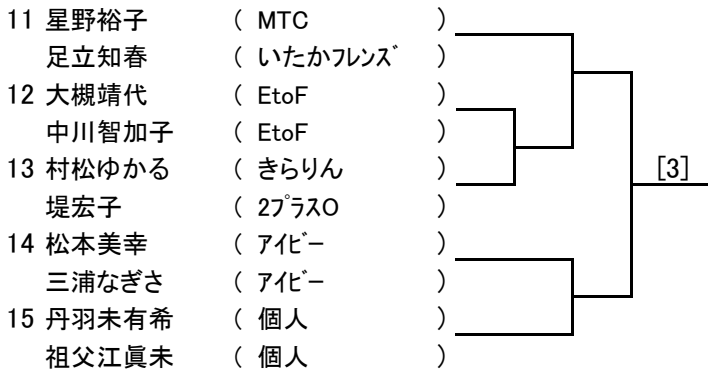 11 星野裕子 ( MTC )
足立知春 ( いたかﾌﾚﾝｽﾞ )
12 大槻靖代 ( EtoF )
中川智加子 ( EtoF )
13 村松ゆかる ( きらりん )
[3]
堤宏子 ( 2ﾌﾟﾗｽO )
14 松本美幸 ( ｱｲﾋﾞｰ )
三浦なぎさ ( ｱｲﾋﾞｰ )
15 丹羽未有希 ( 個人 )
祖父江眞未 ( 個人 )